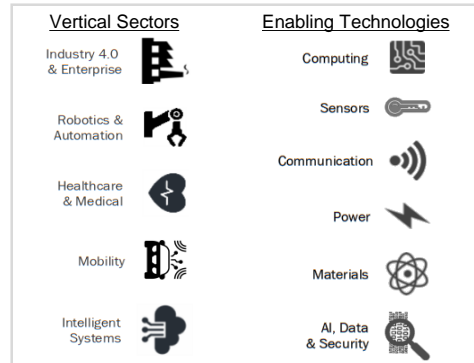 Vertical Sectors
Industry 4.0
& Enterprise
Robotics &
Automation
Healthcare
& Medical
Mobility
Intelligent
Systems
Enabling Technologies
Computing
Sensors
Communication
Power
Materials
AI, Data
& Security